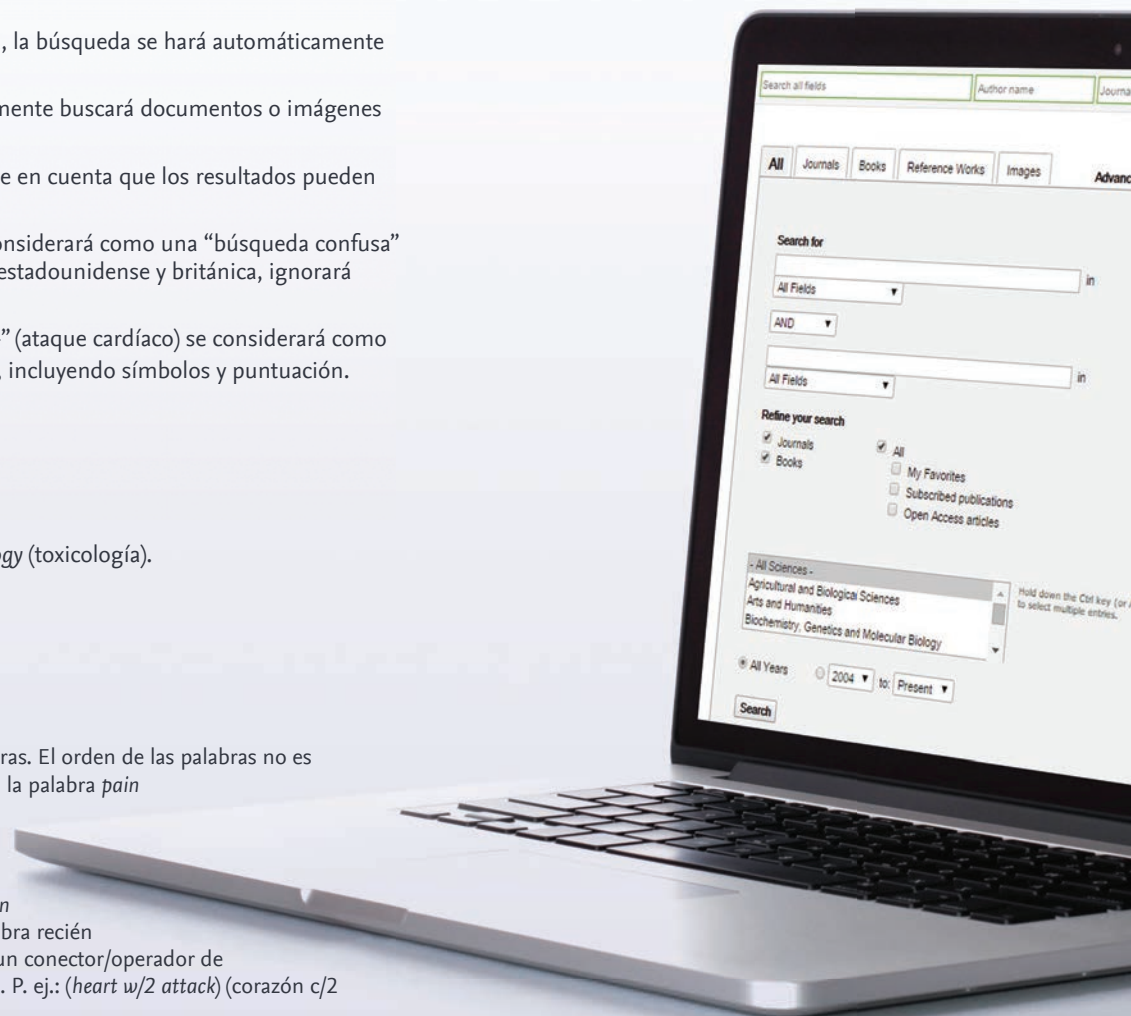 , la búsqueda se hará automáticamente
mente buscará documentos o imágenes
e en cuenta que los resultados pueden
onsiderará como una “búsqueda confusa”
estadounidense y británica, ignorará
” (ataque cardíaco) se considerará como
, incluyendo símbolos y puntuación.
ogy (toxicología).
ras. El orden de las palabras no es
la palabra pain
n
bra recién
un conector/operador de
. P. ej.: (heart w/2 attack) (corazón c/2
Search all fields Author name Journa
All Journals Books Reference Works Images Advanc
Search for
in
All Fields
AND
in
All Fields
Refine your search
Journals All
Books My Favorites
Subscribed publications
Open Access articles
- All Sciences -
Agricultural and Biological Sciences
Arts and Humanities
Biochemistry, Genetics and Molecular Biology
Hold down the Ctrl key (or A
to select multiple entries.
All Years 2004 to: Present
Search